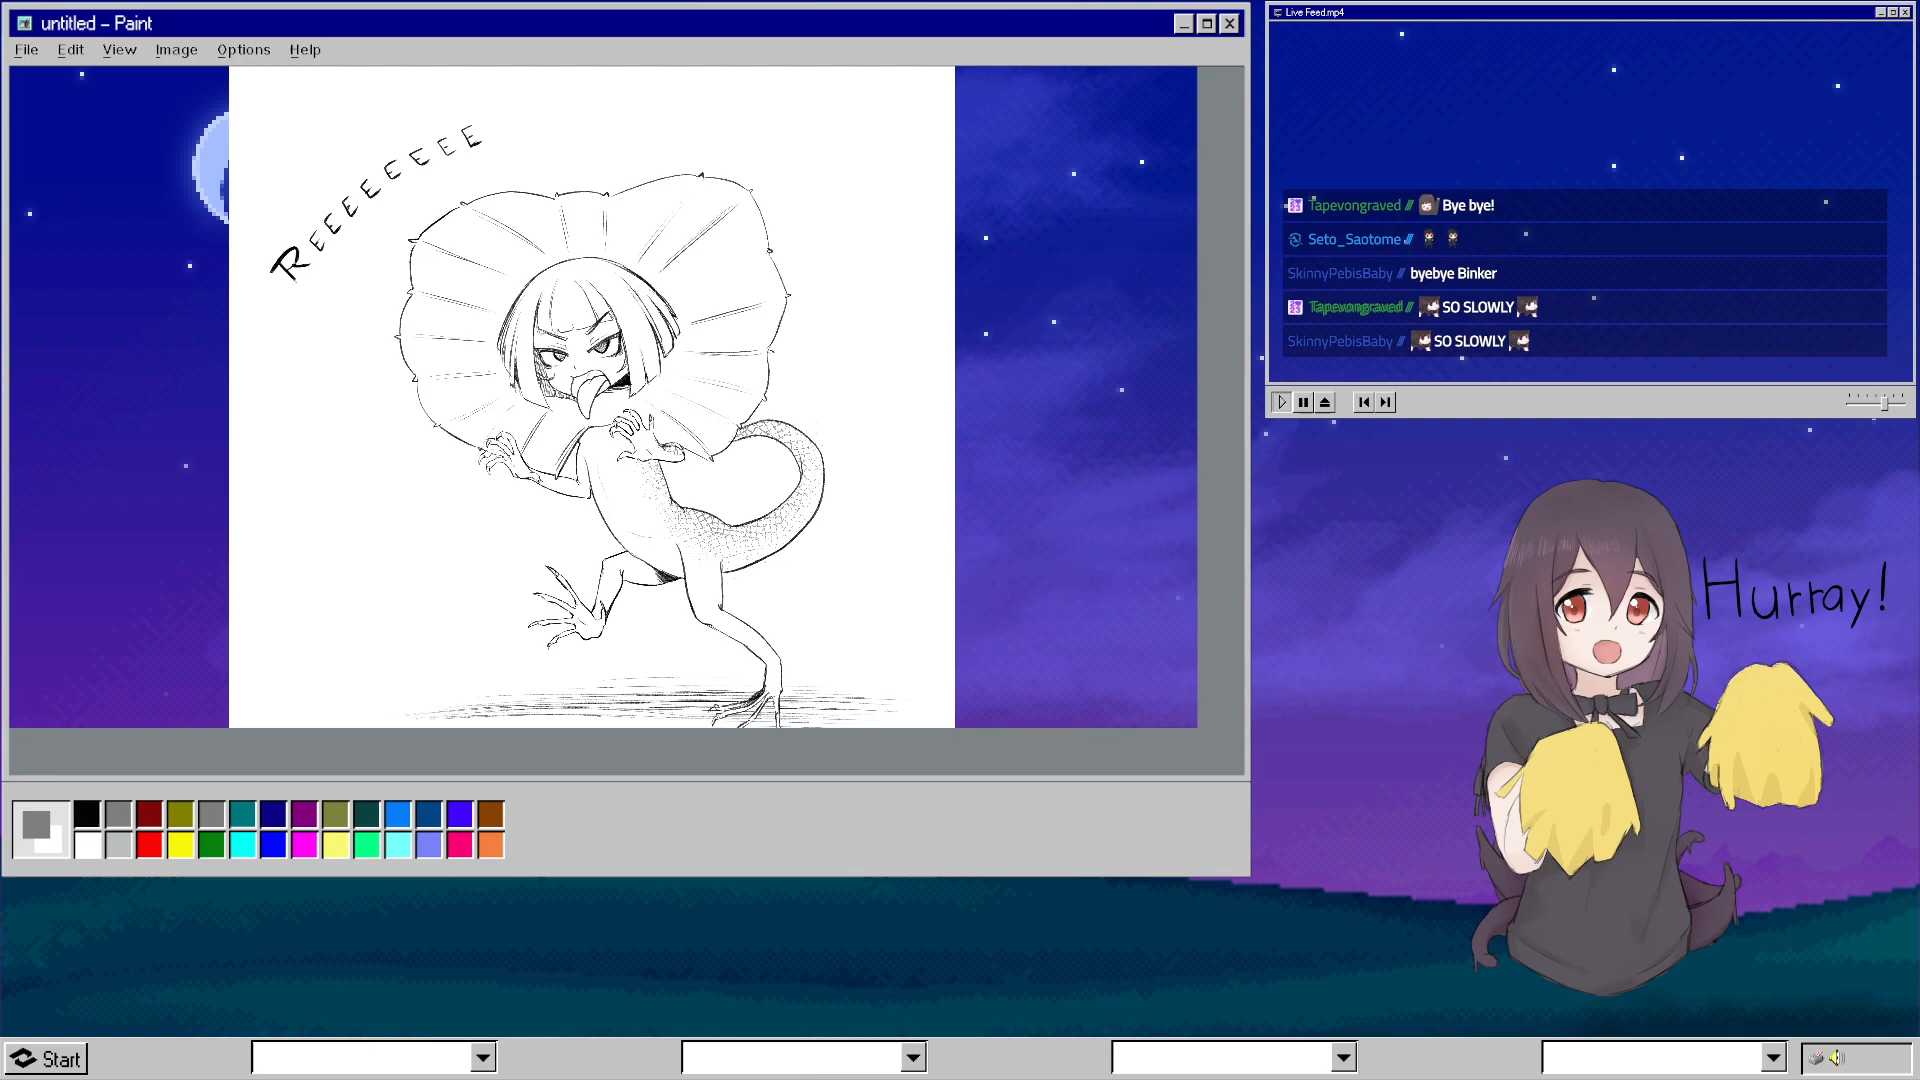 untitled – Paint
File Edit View Image Options Help
REEEEEEEE
Live Feed.mp4
Tapevongraved // Bye bye!
Seto_Saotome //
SkinnyPebisBaby // byebye Binker
Tapevongraved // SO SLOWLY
SkinnyPebisBaby // SO SLOWLY
Hurray!
Start